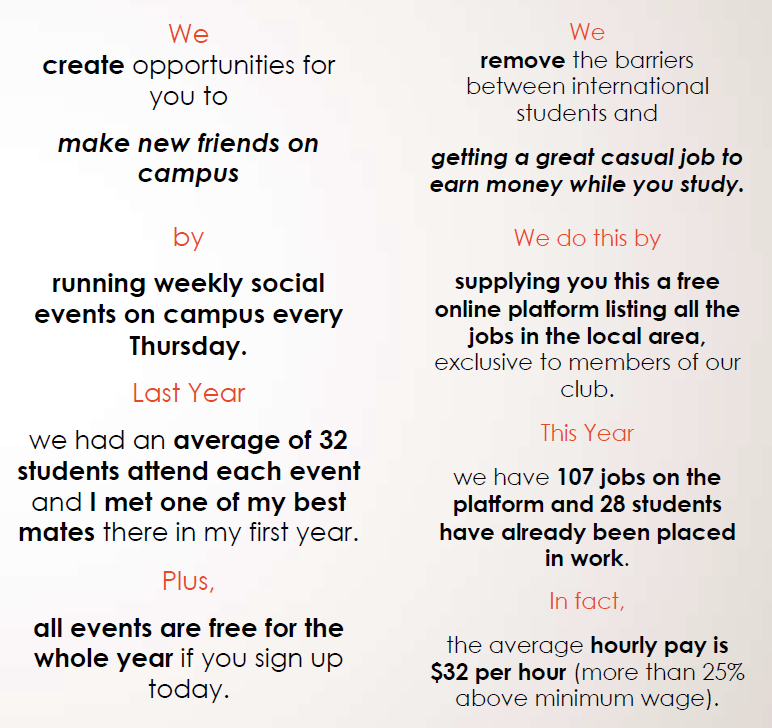 We
create opportunities for
you to
make new friends on
campus
by
running weekly social
events on campus every
Thursday.
Last Year
we had an average of 32
students attend each event
and I met one of my best
mates there in my first year.
Plus,
all events are free for the
whole year if you sign up
today.
We
remove the barriers
between international
students and
getting a great casual job to
earn money while you study.
We do this by
supplying you this a free
online platform listing all the
jobs in the local area,
exclusive to members of our
club.
This Year
we have 107 jobs on the
platform and 28 students
have already been placed
in work.
In fact,
the average hourly pay is
$32 per hour (more than 25%
above minimum wage).